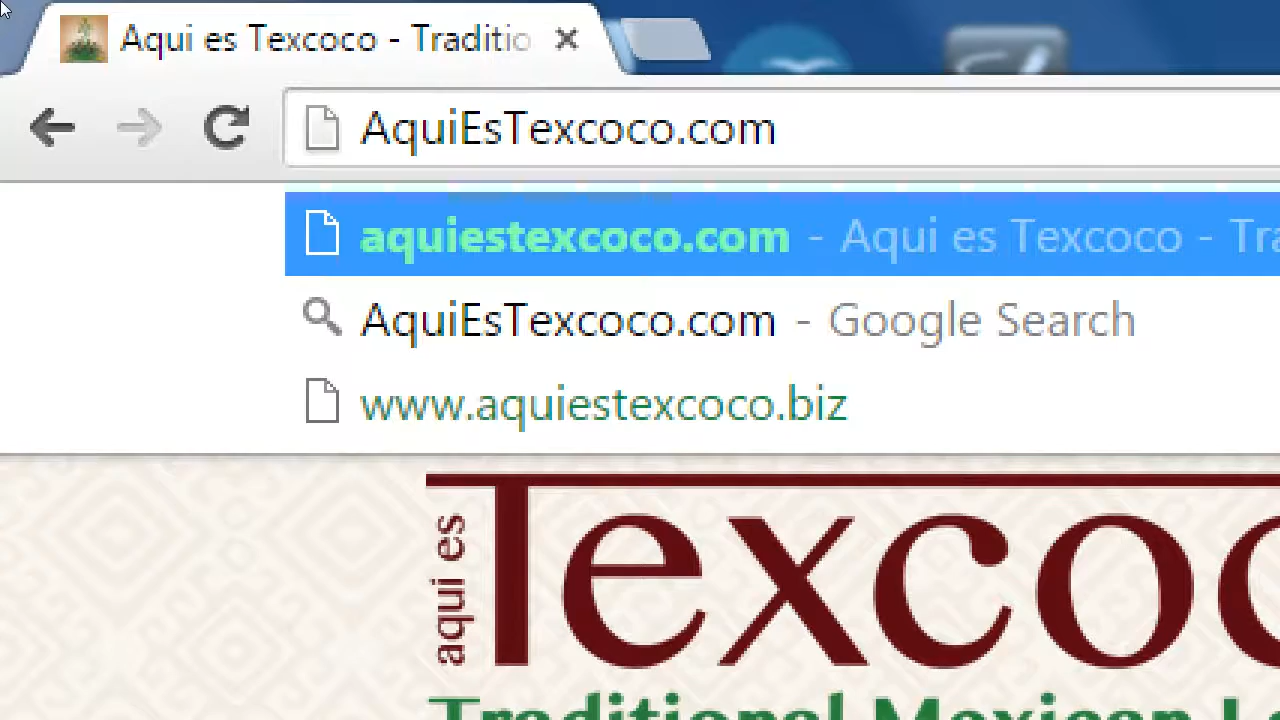 Aqui es Texcoco - Traditio
AquiEsTexcoco.com
aquiestexcoco.com - Aqui es Texcoco - Tra
AquiEsTexcoco.com - Google Search
www.aquiestexcoco.biz
aqui es
Texcoc
Traditional Mexican L